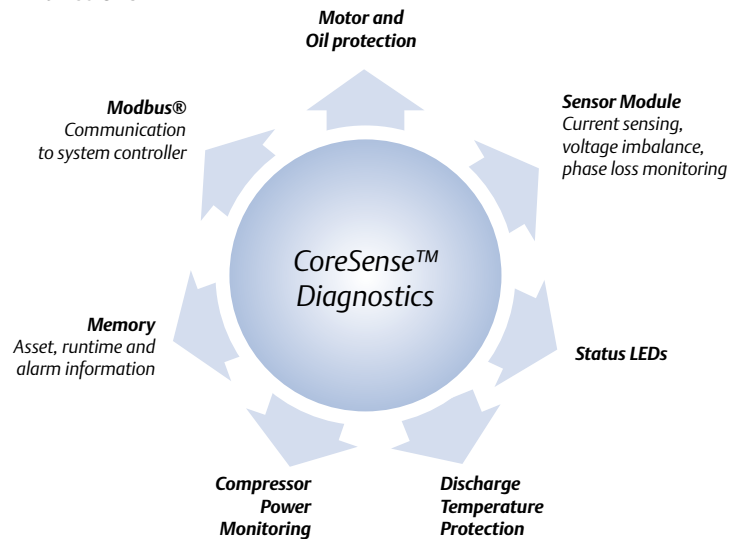 Motor and
Oil protection
Modbus®
Communication
to system controller
Sensor Module
Current sensing,
voltage imbalance,
phase loss monitoring
CoreSense™
Diagnostics
Memory
Asset, runtime and
alarm information
Status LEDs
Compressor
Power
Monitoring
Discharge
Temperature
Protection